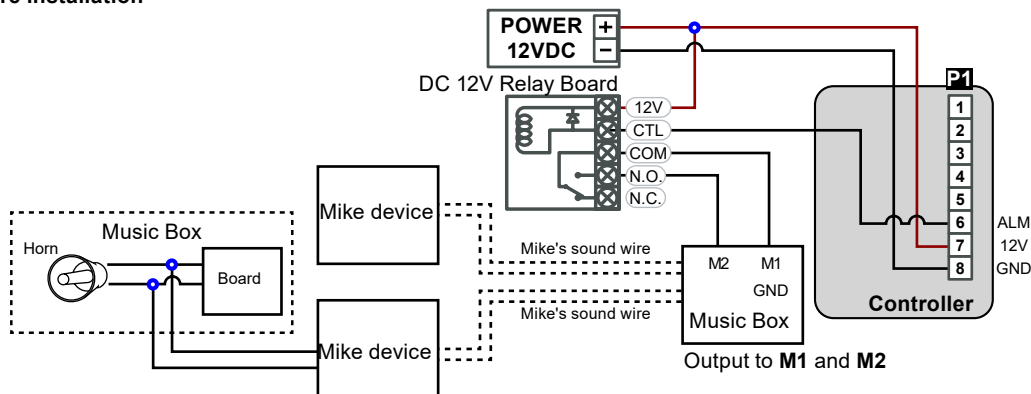 Installation
POWER +
12VDC −
DC 12V Relay Board
12V
CTL
COM
N.O.
N.C.
P1
1
2
3
4
5
6 ALM
7 12V
8 GND
Controller
Mike device
Mike's sound wire
Music Box
Horn
Board
Mike device
Mike's sound wire
M2 M1
GND
Music Box
Output to M1 and M2